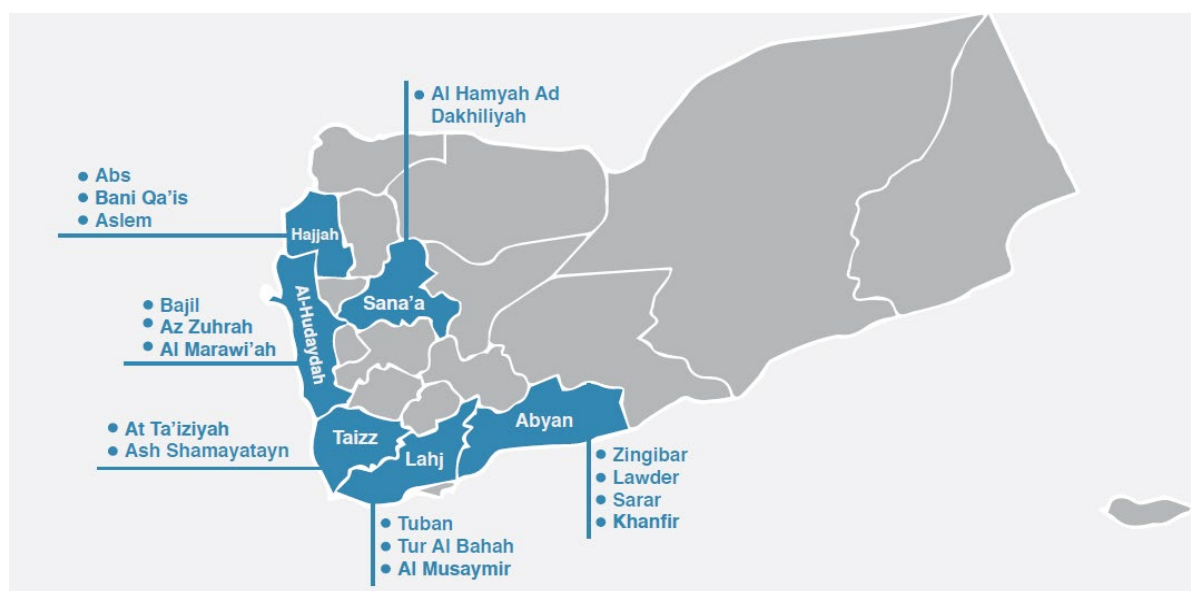 Al Hamyah Ad
Dakhiliyah
Abs
Bani Qa’is
Aslem
Hajjah
Sana’a
Bajil
Az Zuhrah
Al Marawi’ah
Al-Hudaydah
At Ta’iziyah
Ash Shamayatayn
Taizz
Lahj
Abyan
Zingibar
Lawder
Sarar
Khanfir
Tuban
Tur Al Bahah
Al Musaymir